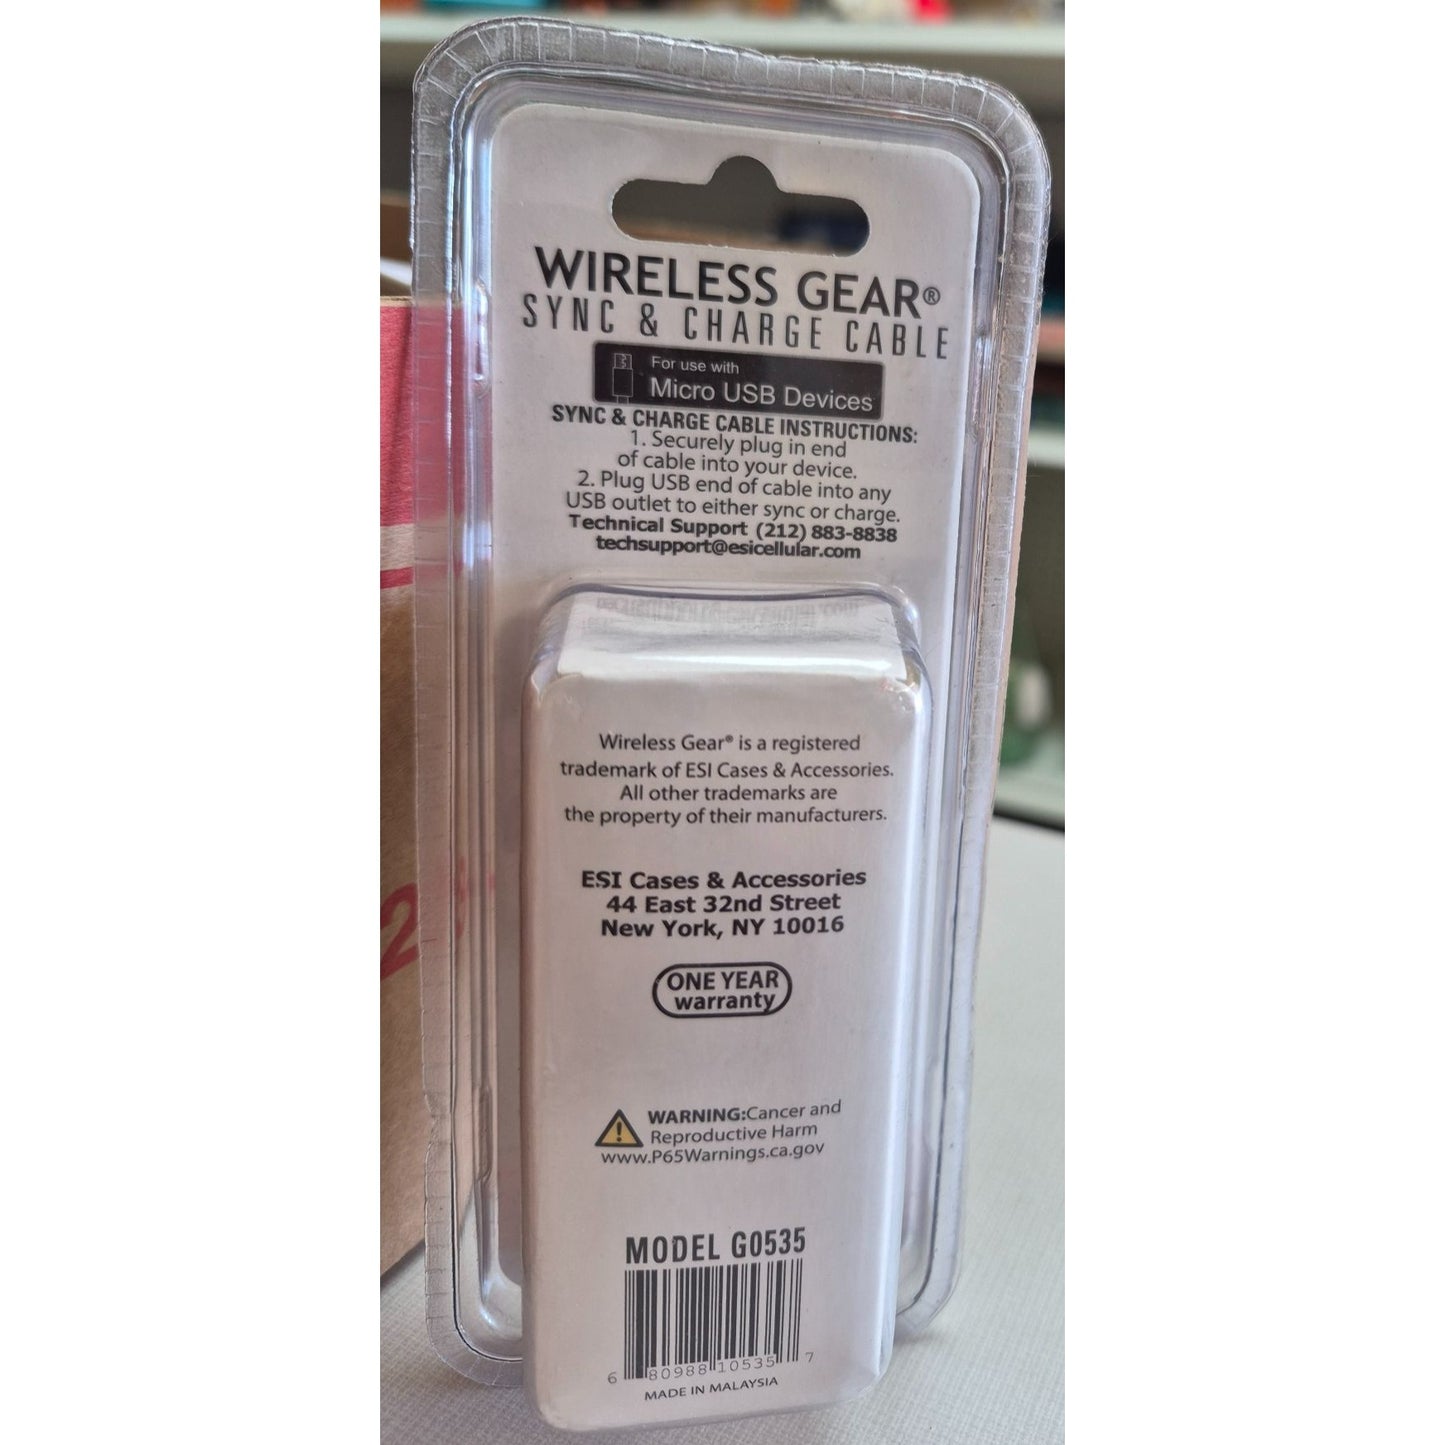 WIRELESS GEAR®
SYNC & CHARGE CABLE
For use with
Micro USB Devices
SYNC & CHARGE CABLE INSTRUCTIONS:
1. Securely plug in end
of cable into your device.
2. Plug USB end of cable into any
USB outlet to either sync or charge.
Technical Support (212) 883-8838
techsupport@esicellular.com
Wireless Gear® is a registered
trademark of ESI Cases & Accessories.
All other trademarks are
the property of their manufacturers.
ESI Cases & Accessories
44 East 32nd Street
New York, NY 10016
ONE YEAR
warranty
WARNING:Cancer and
Reproductive Harm
www.P65Warnings.ca.gov
MODEL G0535
6 80988 10535 7
MADE IN MALAYSIA